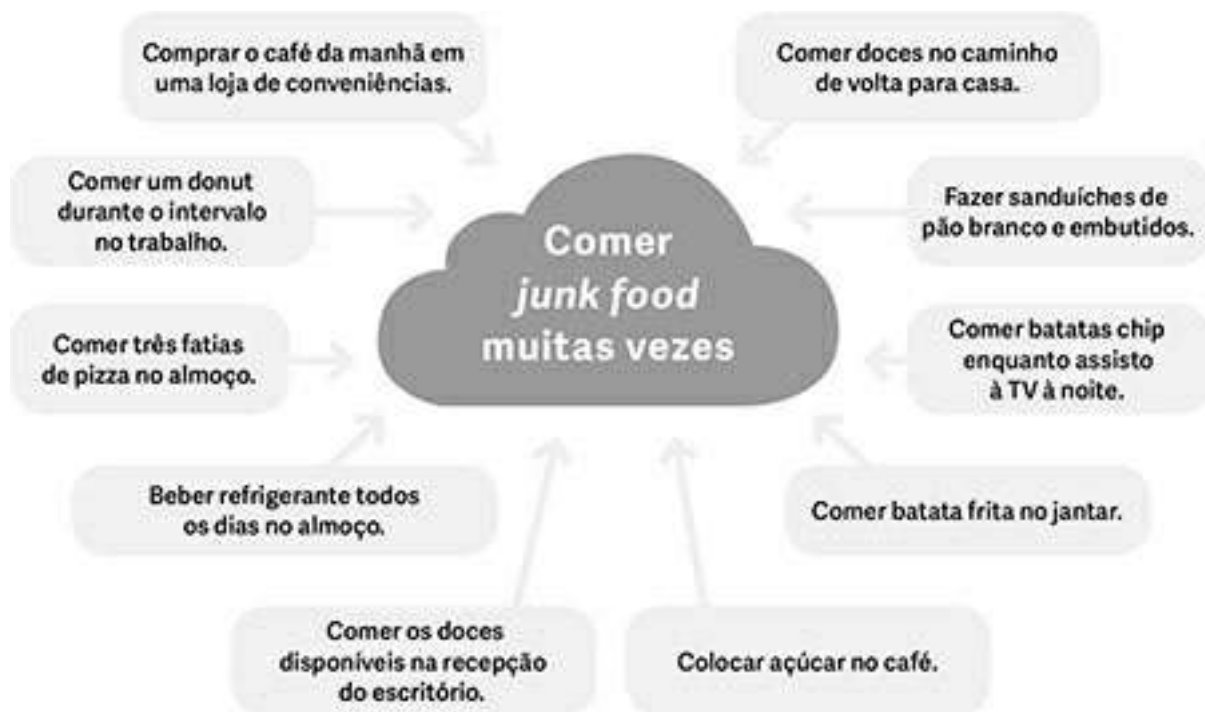 Comprar o café da manhã em
uma loja de conveniências.
Comer doces no caminho
de volta para casa.
Comer um donut
durante o intervalo
no trabalho.
Comer
junk food
muitas vezes
Fazer sanduíches de
pão branco e embutidos.
Comer três fatias
de pizza no almoço.
Comer batatas chip
enquanto assisto
à TV à noite.
Beber refrigerante todos
os dias no almoço.
Comer batata frita no jantar.
Comer os doces
disponíveis na recepção
do escritório.
Colocar açúcar no café.